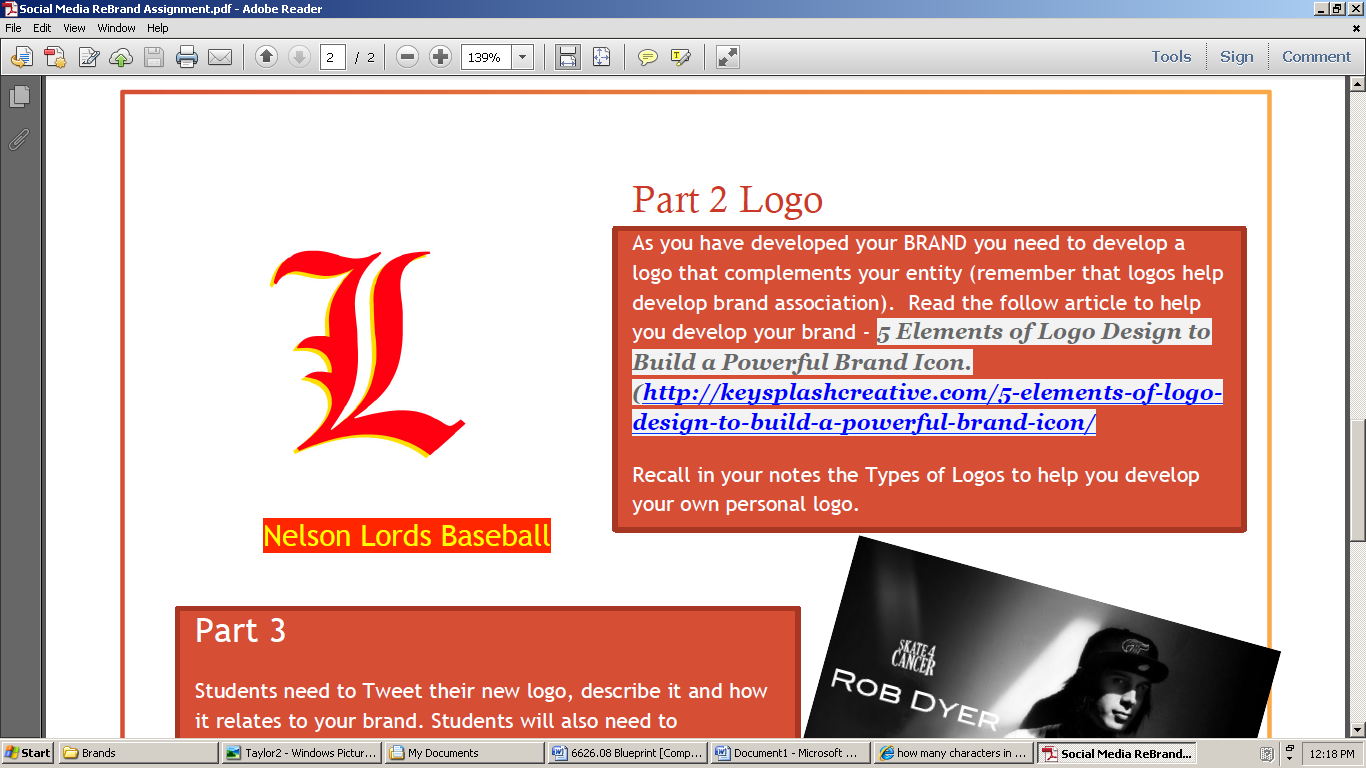 Social Media ReBrand Assignment.pdf - Adobe Reader
File Edit View Window Help
2 / 2 139% Tools Sign Comment
Part 2 Logo
As you have developed your BRAND you need to develop a
logo that complements your entity (remember that logos help
develop brand association).  Read the follow article to help
you develop your brand - 5 Elements of Logo Design to
Build a Powerful Brand Icon.
(http://keysplashcreative.com/5-elements-of-logo-
design-to-build-a-powerful-brand-icon/
Recall in your notes the Types of Logos to help you develop
your own personal logo.
L
Nelson Lords Baseball
Part 3
Students need to Tweet their new logo, describe it and how
it relates to your brand. Students will also need to
SKATE 4
CANCER
ROB DYER
Start Brands Taylor2 - Windows Pictur... My Documents 6626.08 Blueprint [Comp... Document1 - Microsoft ... how many characters in ... Social Media ReBrand... 12:18 PM